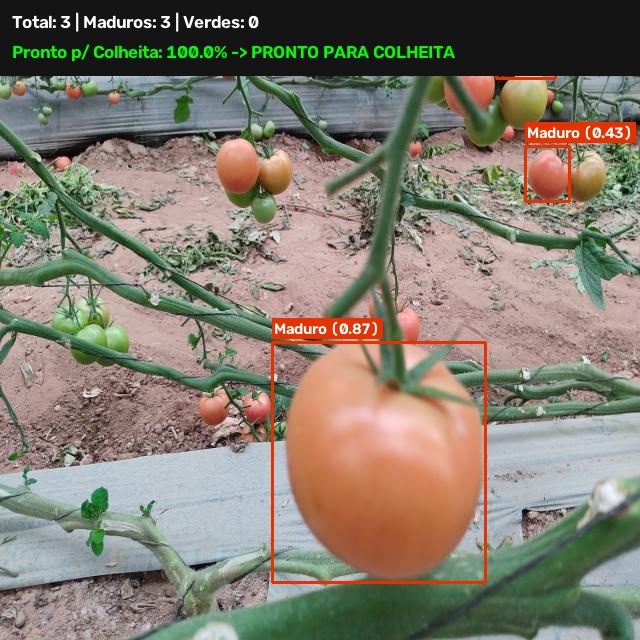 Total: 3 | Maduros: 3 | Verdes: 0
Pronto p/ Colheita: 100.0% -> PRONTO PARA COLHEITA
Maduro (0.43)
Maduro (0.87)